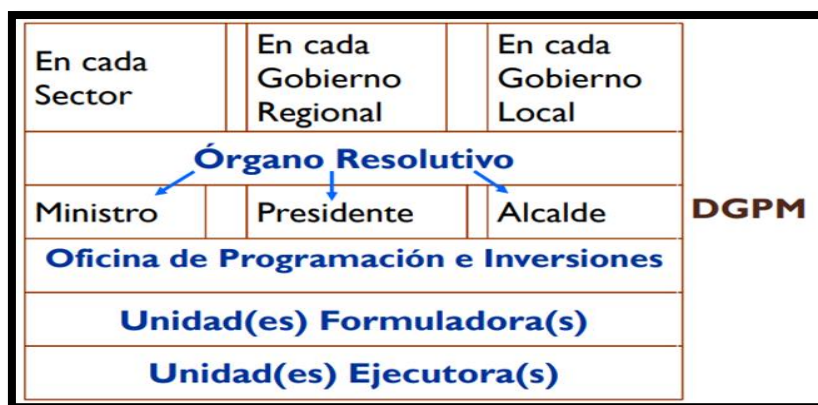 En cada
Sector
En cada
Gobierno
Regional
En cada
Gobierno
Local
Órgano Resolutivo
Ministro
Presidente
Alcalde
DGPM
Oficina de Programación e Inversiones
Unidad(es) Formuladora(s)
Unidad(es) Ejecutora(s)